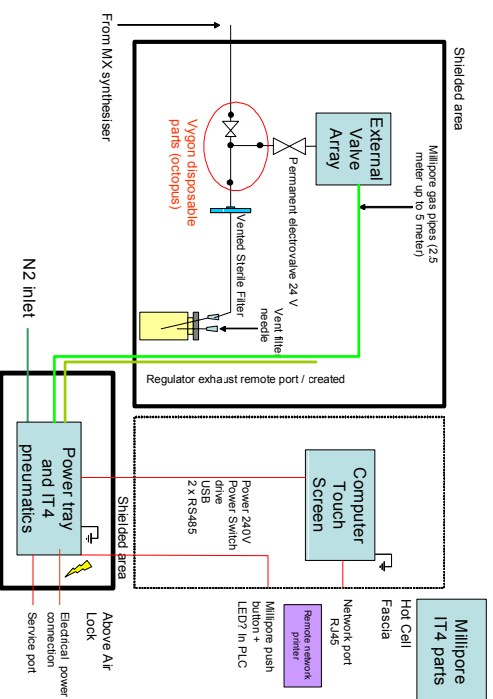 From MX synthesiser
Shielded area
External
Valve
Array
Millipore gas pipes (2.5
meter up to 5 meter)
Permanent electrovalve 24 V
Vygon disposable
parts (octopus)
Vented Sterile Filter
Vent filter
needle
Regulator exhaust remote port / created
N2 inlet
Power tray
and IT4
pneumatics
Shielded area
Computer
Touch
Screen
Power 240V
Power Switch
drive
USB
2 x RS485
Hot Cell
Fascia
Network port
RJ45
Remote network
printer
Millipore push
button +
LED? In PLC
Above Air
Lock
Electrical power
connection
Service port
Millipore
IT4 parts